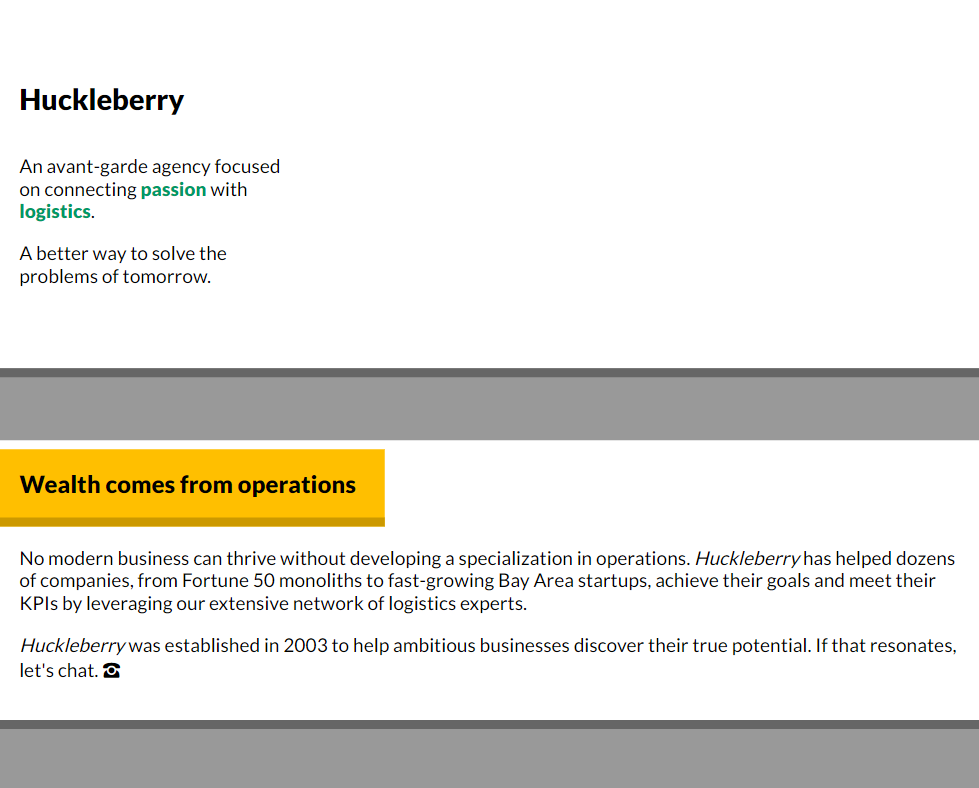 Huckleberry
An avant-garde agency focused
on connecting passion with
logistics.
A better way to solve the
problems of tomorrow.
Wealth comes from operations
No modern business can thrive without developing a specialization in operations. Huckleberry has helped dozens
of companies, from Fortune 50 monoliths to fast-growing Bay Area startups, achieve their goals and meet their
KPIs by leveraging our extensive network of logistics experts.
Huckleberry was established in 2003 to help ambitious businesses discover their true potential. If that resonates,
let's chat. ☎